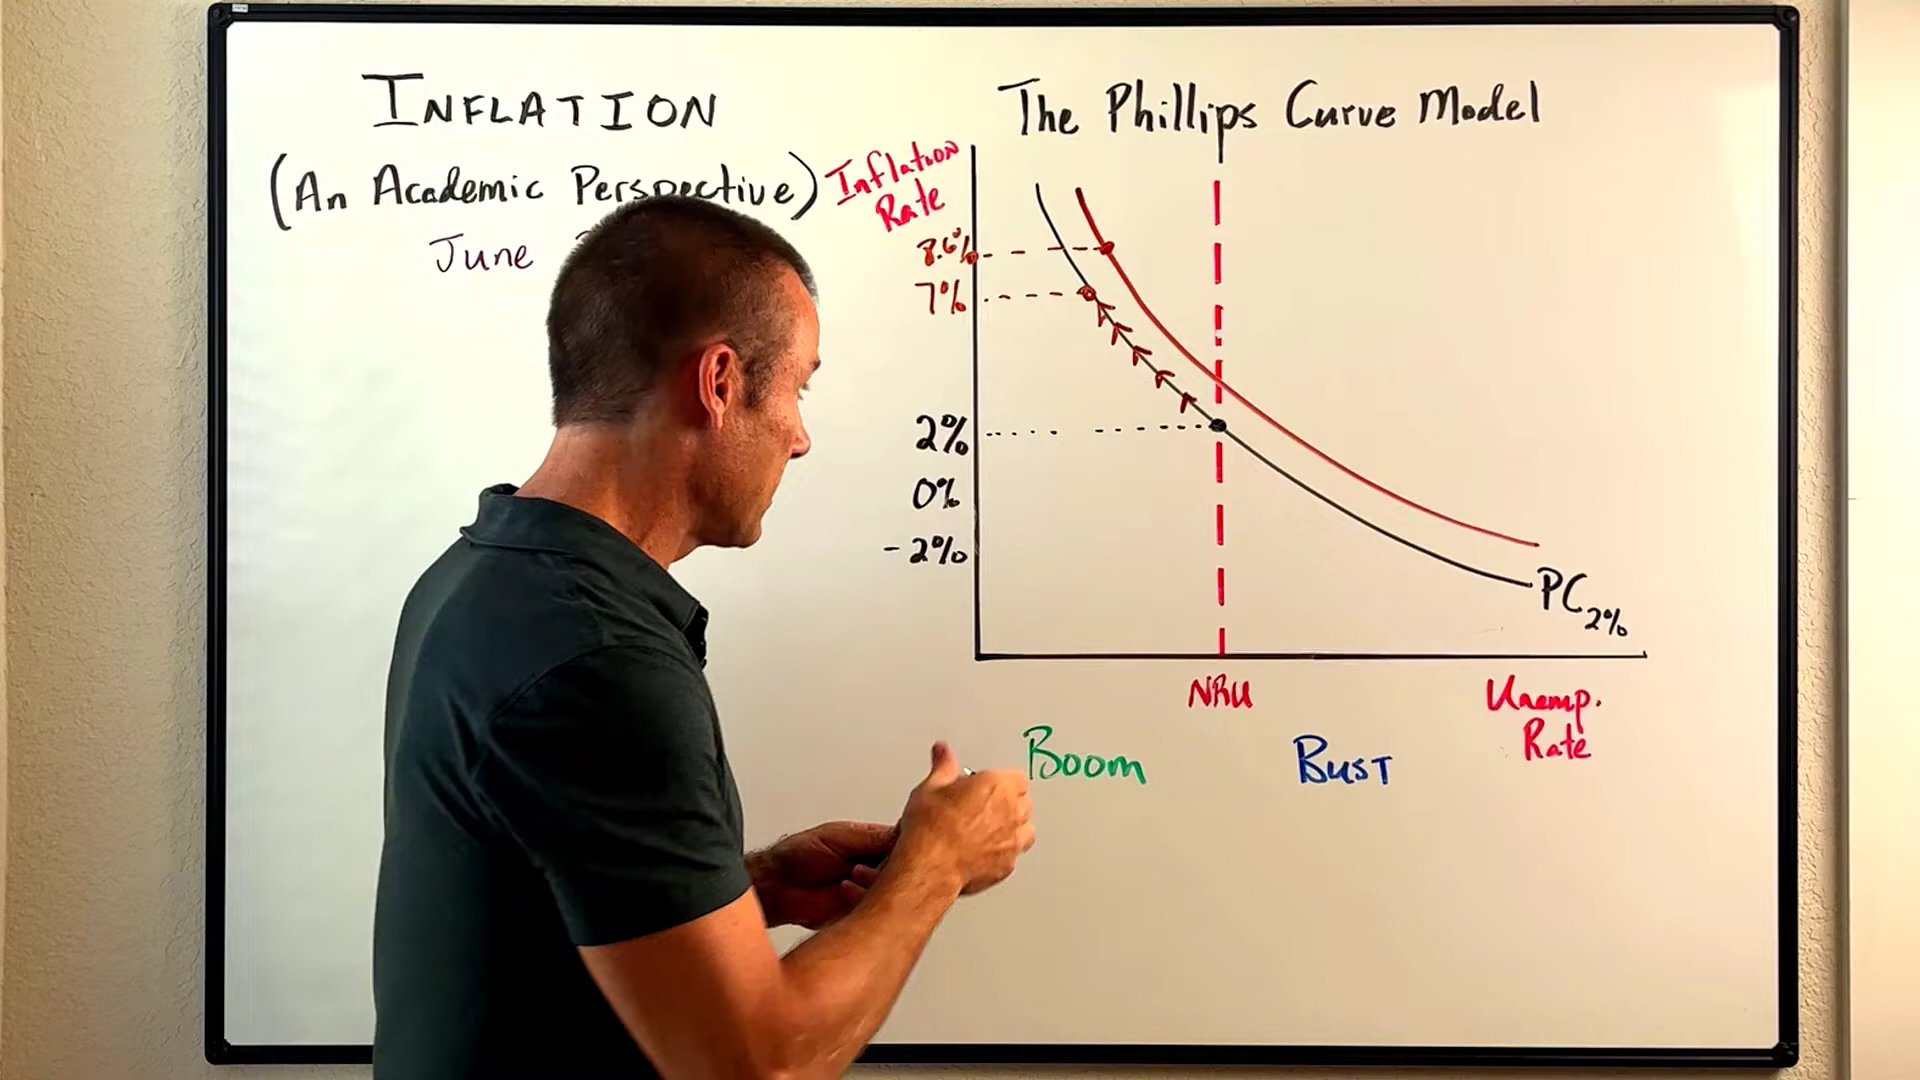 INFLATION
(An Academic Perspective)
June
The Phillips Curve Model
Inflation
Rate
8.6%
7%
2%
0%
-2%
PC2%
NRU
Unemp.
Rate
Boom
BUST